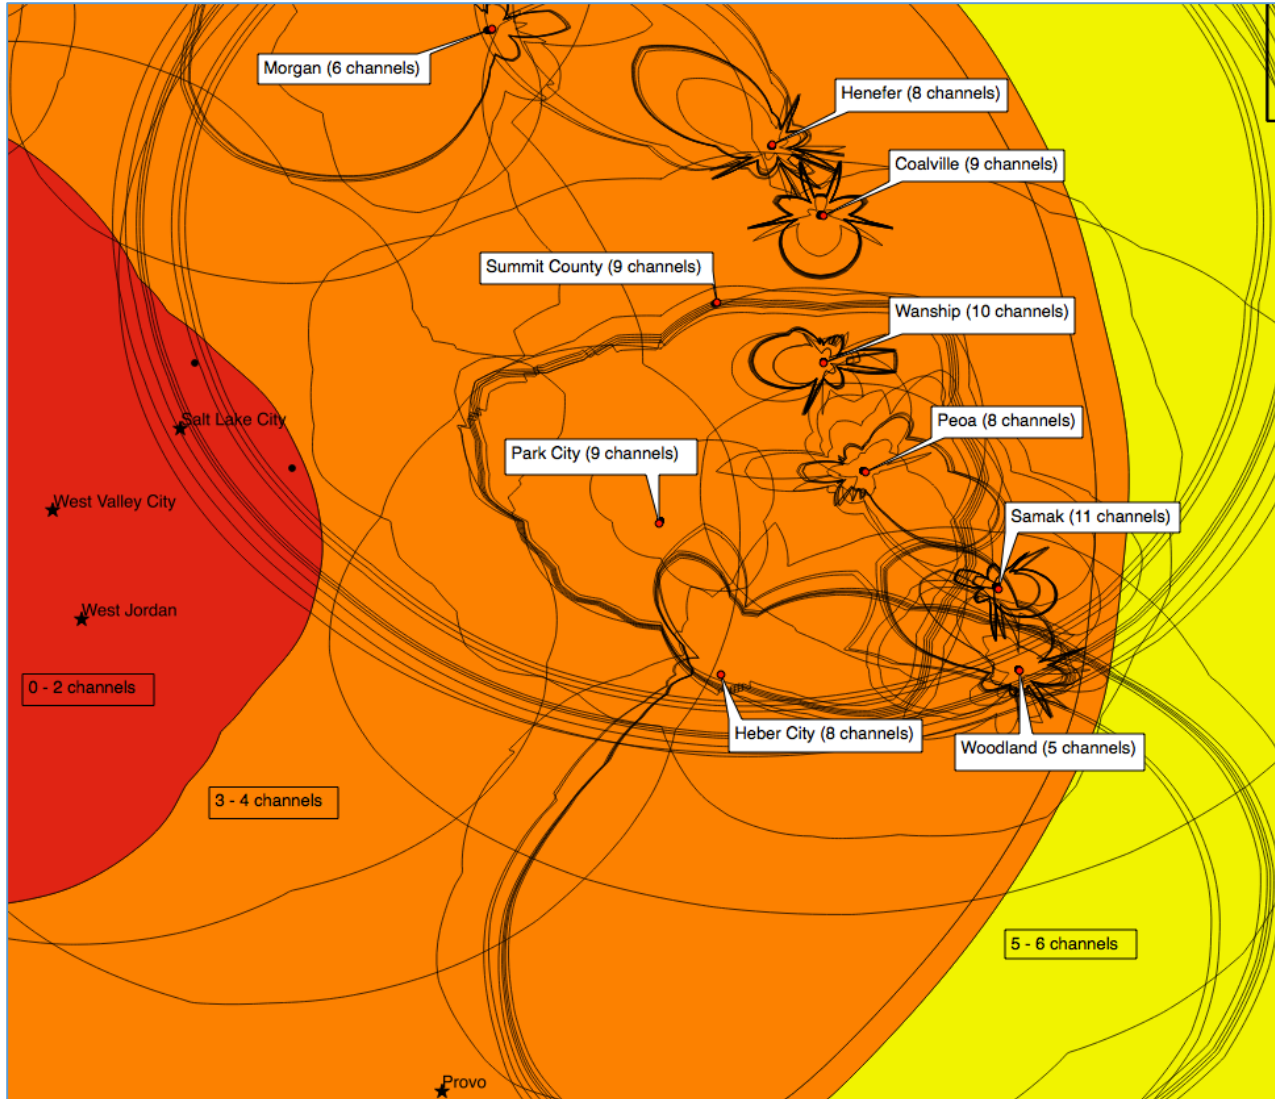 Morgan (6 channels)
Henefer (8 channels)
Coalville (9 channels)
Summit County (9 channels)
Wanship (10 channels)
Salt Lake City
Peoa (8 channels)
Park City (9 channels)
West Valley City
Samak (11 channels)
West Jordan
0 - 2 channels
Heber City (8 channels)
Woodland (5 channels)
3 - 4 channels
5 - 6 channels
Provo